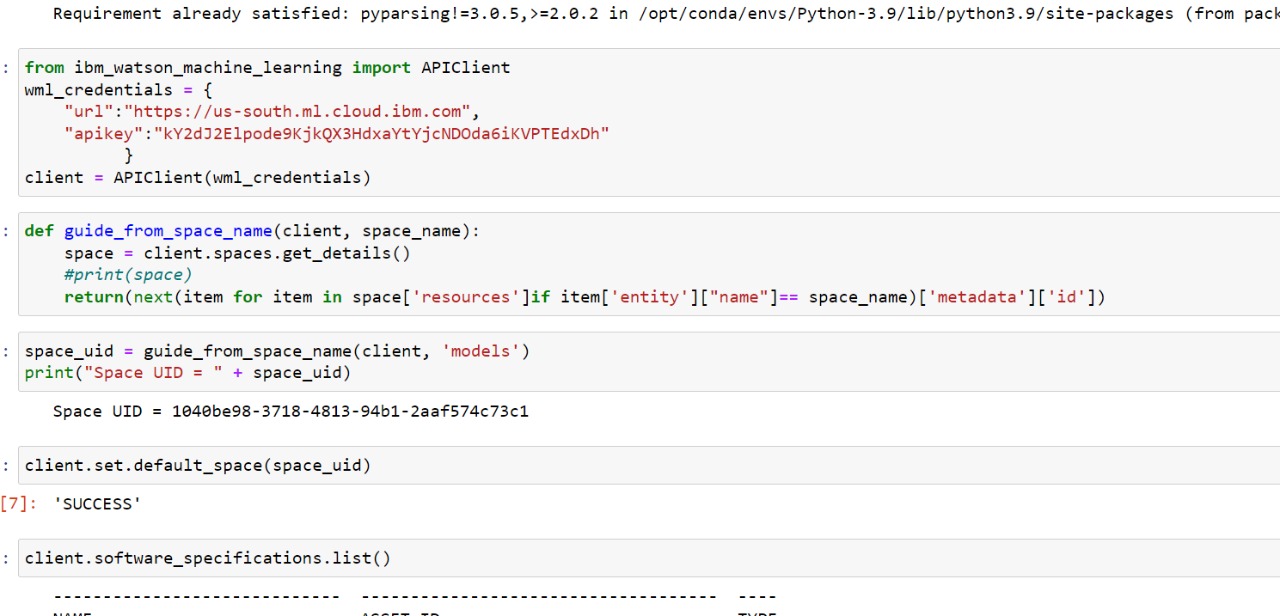 Requirement already satisfied: pyparsing!=3.0.5,>=2.0.2 in /opt/conda/envs/Python-3.9/lib/python3.9/site-packages (from pack
: from ibm_watson_machine_learning import APIClient
wml_credentials = {
"url":"https://us-south.ml.cloud.ibm.com",
"apikey":"kY2dJ2Elpode9KjkQX3HdxaYtYjcNDOda6iKVPTEdxDh"
}
client = APIClient(wml_credentials)
: def guide_from_space_name(client, space_name):
space = client.spaces.get_details()
#print(space)
return(next(item for item in space['resources']if item['entity']["name"]== space_name)['metadata']['id'])
: space_uid = guide_from_space_name(client, 'models')
print("Space UID = " + space_uid)
Space UID = 1040be98-3718-4813-94b1-2aaf574c73c1
: client.set.default_space(space_uid)
[7]: 'SUCCESS'
: client.software_specifications.list()
----------------------------- ------------------------------------ ----
NAME ASSET_ID TYPE